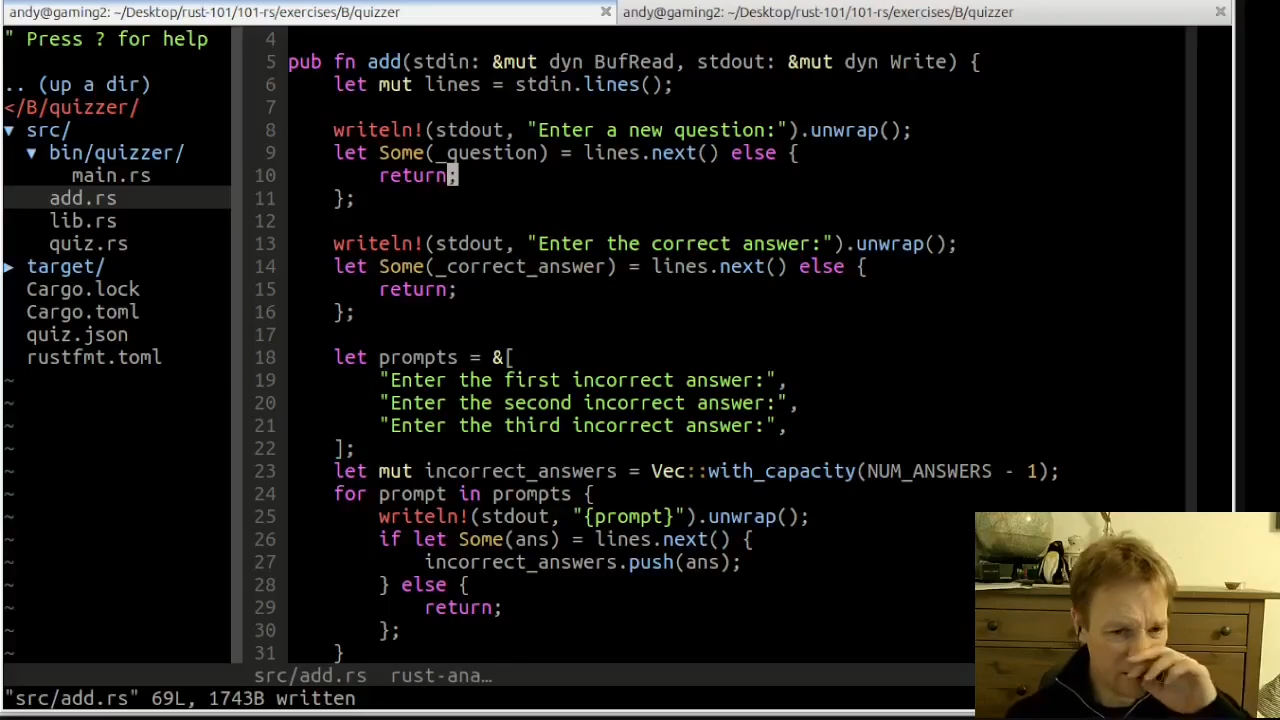 andy@gaming2: ~/Desktop/rust-101/101-rs/exercises/B/quizzer × andy@gaming2: ~/Desktop/rust-101/101-rs/exercises/B/quizzer ×
" Press ? for help
.. (up a dir)
</B/quizzer/
▼ src/
▼ bin/quizzer/
main.rs
add.rs
lib.rs
quiz.rs
▶ target/
Cargo.lock
Cargo.toml
quiz.json
rustfmt.toml
~
~
~
~
~
~
~
~
~
~
~
~
~
4
5 pub fn add(stdin: &mut dyn BufRead, stdout: &mut dyn Write) {
6 let mut lines = stdin.lines();
7
8 writeln!(stdout, "Enter a new question:").unwrap();
9 let Some(_question) = lines.next() else {
10 return;
11 };
12
13 writeln!(stdout, "Enter the correct answer:").unwrap();
14 let Some(_correct_answer) = lines.next() else {
15 return;
16 };
17
18 let prompts = &[
19 "Enter the first incorrect answer:",
20 "Enter the second incorrect answer:",
21 "Enter the third incorrect answer:",
22 ];
23 let mut incorrect_answers = Vec::with_capacity(NUM_ANSWERS - 1);
24 for prompt in prompts {
25 writeln!(stdout, "{prompt}").unwrap();
26 if let Some(ans) = lines.next() {
27 incorrect_answers.push(ans);
28 } else {
29 return;
30 };
31 }
src/add.rs rust-ana…
"src/add.rs" 69L, 1743B written